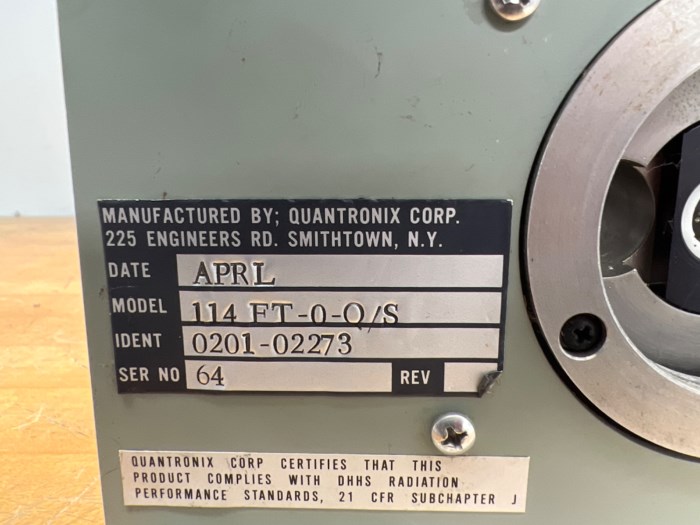 MANUFACTURED BY; QUANTRONIX CORP.
225 ENGINEERS RD. SMITHTOWN, N.Y.
DATE APRL
MODEL 114 FT-0-Q/S
IDENT 0201-02273
SER NO 64 REV
QUANTRONIX CORP CERTIFIES THAT THIS
PRODUCT COMPLIES WITH DHHS RADIATION
PERFORMANCE STANDARDS, 21 CFR SUBCHAPTER J